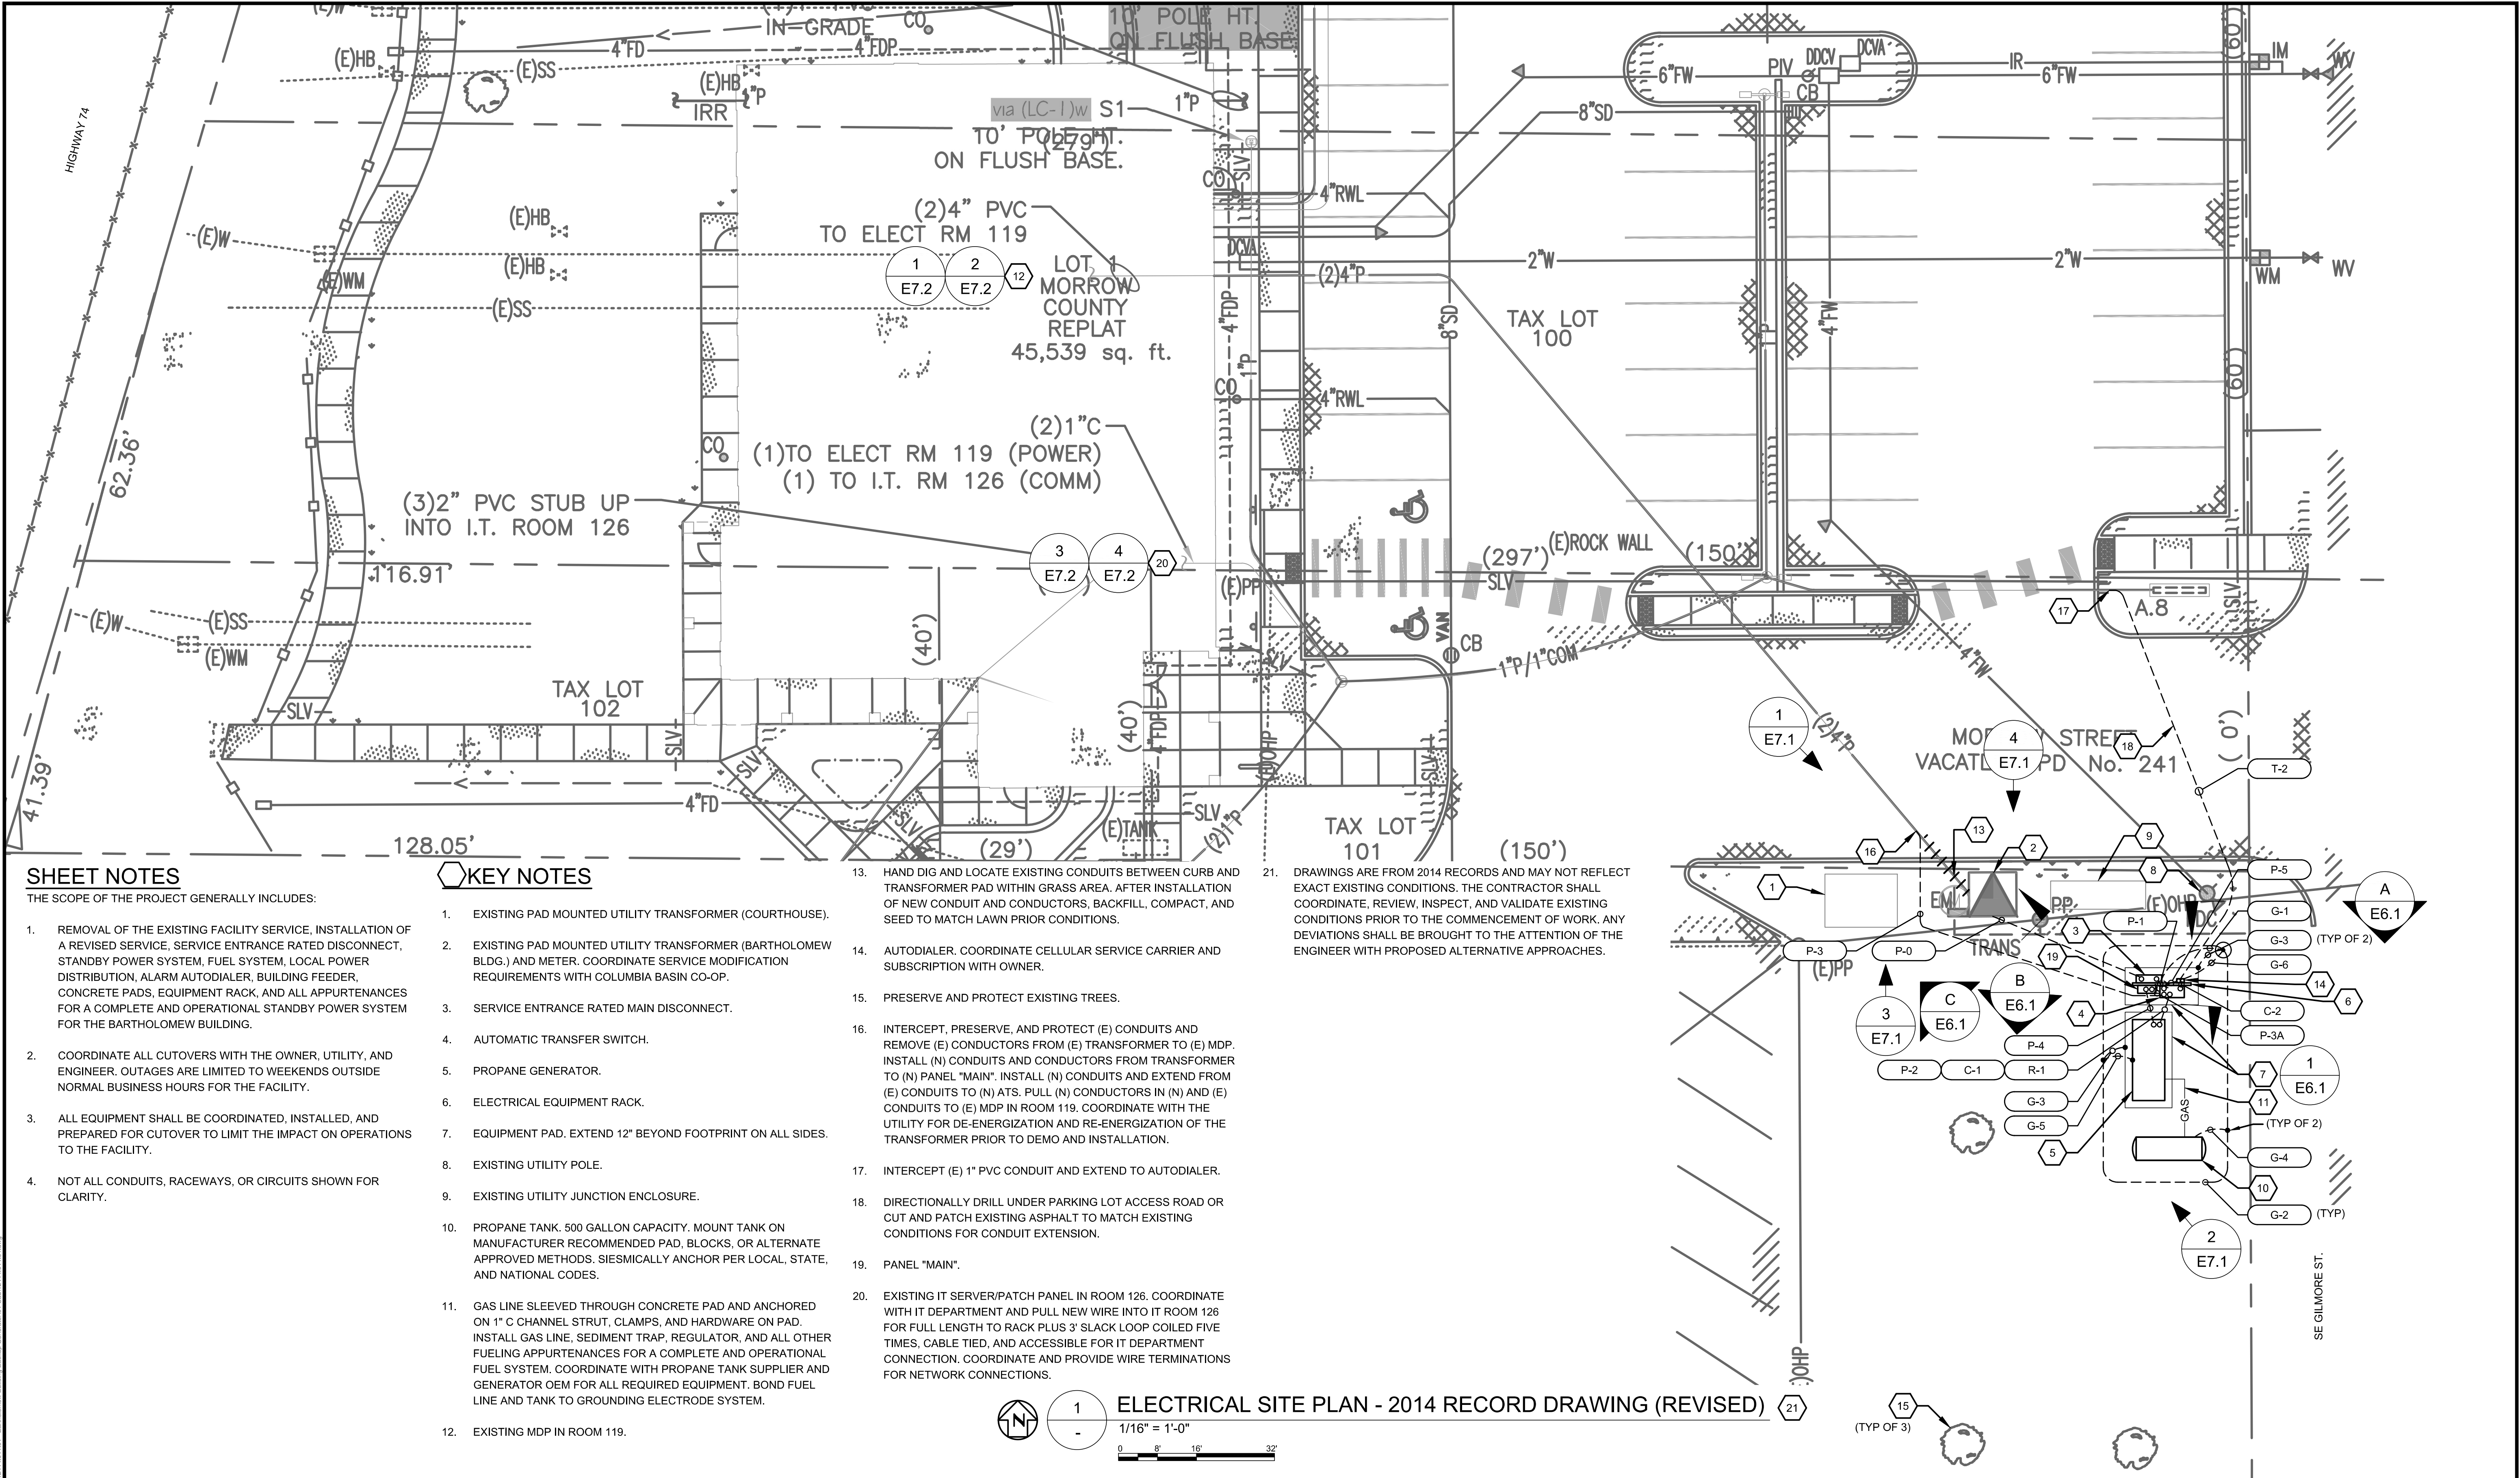 (E)W
IN-GRADE
CO
10' POLE HT.
ON FLUSH BASE
4"FD
4"FDP
(E)HB
(E)SS
(E)HB
1"P
IRR
HIGHWAY 74
via (LC-1)w S1
10' POLE HT.
(279')
ON FLUSH BASE.
1"P
SLV
CO
4"RWL
8"SD
6"FW
PIV
DDCV
DCVA
CB
IR
6"FW
IM
WV
(60')
(E)W
(E)HB
(E)HB
(E)WM
(E)SS
(2)4" PVC
TO ELECT RM 119
1
E7.2
2
E7.2
12
LOT 1
MORROW
COUNTY
REPLAT
45,539 sq. ft.
DCVA
(2)4"P
2"W
2"W
WM
WV
4"FDP
8"SD
TAX LOT
100
1"P
4"FW
(60')
1"P
CO
4"RWL
62.36'
CO
(2)1"C
(1)TO ELECT RM 119 (POWER)
(1) TO I.T. RM 126 (COMM)
(3)2" PVC STUB UP
INTO I.T. ROOM 126
3
E7.2
4
E7.2
20
116.91'
(E)PP
(297')
SLV
(E)ROCK WALL
(150')
17
A.8
SLV
(E)W
(E)SS
(E)WM
(40')
VAN
CB
1"P/1"COM
4"FW
TAX LOT
102
SLV
SLV
SLV
SLV
(40')
4"FDP
SLV
SLV
4"FD
SLV
(E)TANK
(29')
(2)1"P
41.39'
128.05'
TAX LOT
101
(150')
1
E7.1
(2)4"P
4
E7.1
STREET
No. 241
18
( 0')
T-2
16
13
2
9
8
1
P-5
A
E6.1
EM
PP
(E)OHP
P-1
G-1
3
G-3
(TYP OF 2)
P-3
P-0
TRANS
(E)PP
19
G-6
14
6
3
E7.1
C
E6.1
B
E6.1
4
C-2
P-3A
P-4
P-2
C-1
R-1
7
1
E6.1
G-3
11
GAS
G-5
(TYP OF 2)
5
G-4
10
G-2
(TYP)
2
E7.1
SE GILMORE ST.
SHEET NOTES
THE SCOPE OF THE PROJECT GENERALLY INCLUDES:
1. REMOVAL OF THE EXISTING FACILITY SERVICE, INSTALLATION OF
A REVISED SERVICE, SERVICE ENTRANCE RATED DISCONNECT,
STANDBY POWER SYSTEM, FUEL SYSTEM, LOCAL POWER
DISTRIBUTION, ALARM AUTODIALER, BUILDING FEEDER,
CONCRETE PADS, EQUIPMENT RACK, AND ALL APPURTENANCES
FOR A COMPLETE AND OPERATIONAL STANDBY POWER SYSTEM
FOR THE BARTHOLOMEW BUILDING.
2. COORDINATE ALL CUTOVERS WITH THE OWNER, UTILITY, AND
ENGINEER. OUTAGES ARE LIMITED TO WEEKENDS OUTSIDE
NORMAL BUSINESS HOURS FOR THE FACILITY.
3. ALL EQUIPMENT SHALL BE COORDINATED, INSTALLED, AND
PREPARED FOR CUTOVER TO LIMIT THE IMPACT ON OPERATIONS
TO THE FACILITY.
4. NOT ALL CONDUITS, RACEWAYS, OR CIRCUITS SHOWN FOR
CLARITY.
KEY NOTES
1. EXISTING PAD MOUNTED UTILITY TRANSFORMER (COURTHOUSE).
2. EXISTING PAD MOUNTED UTILITY TRANSFORMER (BARTHOLOMEW
BLDG.) AND METER. COORDINATE SERVICE MODIFICATION
REQUIREMENTS WITH COLUMBIA BASIN CO-OP.
3. SERVICE ENTRANCE RATED MAIN DISCONNECT.
4. AUTOMATIC TRANSFER SWITCH.
5. PROPANE GENERATOR.
6. ELECTRICAL EQUIPMENT RACK.
7. EQUIPMENT PAD. EXTEND 12" BEYOND FOOTPRINT ON ALL SIDES.
8. EXISTING UTILITY POLE.
9. EXISTING UTILITY JUNCTION ENCLOSURE.
10. PROPANE TANK. 500 GALLON CAPACITY. MOUNT TANK ON
MANUFACTURER RECOMMENDED PAD, BLOCKS, OR ALTERNATE
APPROVED METHODS. SIESMICALLY ANCHOR PER LOCAL, STATE,
AND NATIONAL CODES.
11. GAS LINE SLEEVED THROUGH CONCRETE PAD AND ANCHORED
ON 1" C CHANNEL STRUT, CLAMPS, AND HARDWARE ON PAD.
INSTALL GAS LINE, SEDIMENT TRAP, REGULATOR, AND ALL OTHER
FUELING APPURTENANCES FOR A COMPLETE AND OPERATIONAL
FUEL SYSTEM. COORDINATE WITH PROPANE TANK SUPPLIER AND
GENERATOR OEM FOR ALL REQUIRED EQUIPMENT. BOND FUEL
LINE AND TANK TO GROUNDING ELECTRODE SYSTEM.
12. EXISTING MDP IN ROOM 119.
13. HAND DIG AND LOCATE EXISTING CONDUITS BETWEEN CURB AND
TRANSFORMER PAD WITHIN GRASS AREA. AFTER INSTALLATION
OF NEW CONDUIT AND CONDUCTORS, BACKFILL, COMPACT, AND
SEED TO MATCH LAWN PRIOR CONDITIONS.
14. AUTODIALER. COORDINATE CELLULAR SERVICE CARRIER AND
SUBSCRIPTION WITH OWNER.
15. PRESERVE AND PROTECT EXISTING TREES.
16. INTERCEPT, PRESERVE, AND PROTECT (E) CONDUITS AND
REMOVE (E) CONDUCTORS FROM (E) TRANSFORMER TO (E) MDP.
INSTALL (N) CONDUITS AND CONDUCTORS FROM TRANSFORMER
TO (N) PANEL "MAIN". INSTALL (N) CONDUITS AND EXTEND FROM
(E) CONDUITS TO (N) ATS. PULL (N) CONDUCTORS IN (N) AND (E)
CONDUITS TO (E) MDP IN ROOM 119. COORDINATE WITH THE
UTILITY FOR DE-ENERGIZATION AND RE-ENERGIZATION OF THE
TRANSFORMER PRIOR TO DEMO AND INSTALLATION.
17. INTERCEPT (E) 1" PVC CONDUIT AND EXTEND TO AUTODIALER.
18. DIRECTIONALLY DRILL UNDER PARKING LOT ACCESS ROAD OR
CUT AND PATCH EXISTING ASPHALT TO MATCH EXISTING
CONDITIONS FOR CONDUIT EXTENSION.
19. PANEL "MAIN".
20. EXISTING IT SERVER/PATCH PANEL IN ROOM 126. COORDINATE
WITH IT DEPARTMENT AND PULL NEW WIRE INTO IT ROOM 126
FOR FULL LENGTH TO RACK PLUS 3' SLACK LOOP COILED FIVE
TIMES, CABLE TIED, AND ACCESSIBLE FOR IT DEPARTMENT
CONNECTION. COORDINATE AND PROVIDE WIRE TERMINATIONS
FOR NETWORK CONNECTIONS.
21. DRAWINGS ARE FROM 2014 RECORDS AND MAY NOT REFLECT
EXACT EXISTING CONDITIONS. THE CONTRACTOR SHALL
COORDINATE, REVIEW, INSPECT, AND VALIDATE EXISTING
CONDITIONS PRIOR TO THE COMMENCEMENT OF WORK. ANY
DEVIATIONS SHALL BE BROUGHT TO THE ATTENTION OF THE
ENGINEER WITH PROPOSED ALTERNATIVE APPROACHES.
N
1
-
ELECTRICAL SITE PLAN - 2014 RECORD DRAWING (REVISED)
21
1/16" = 1'-0"
0 8' 16' 32'
15
(TYP OF 3)